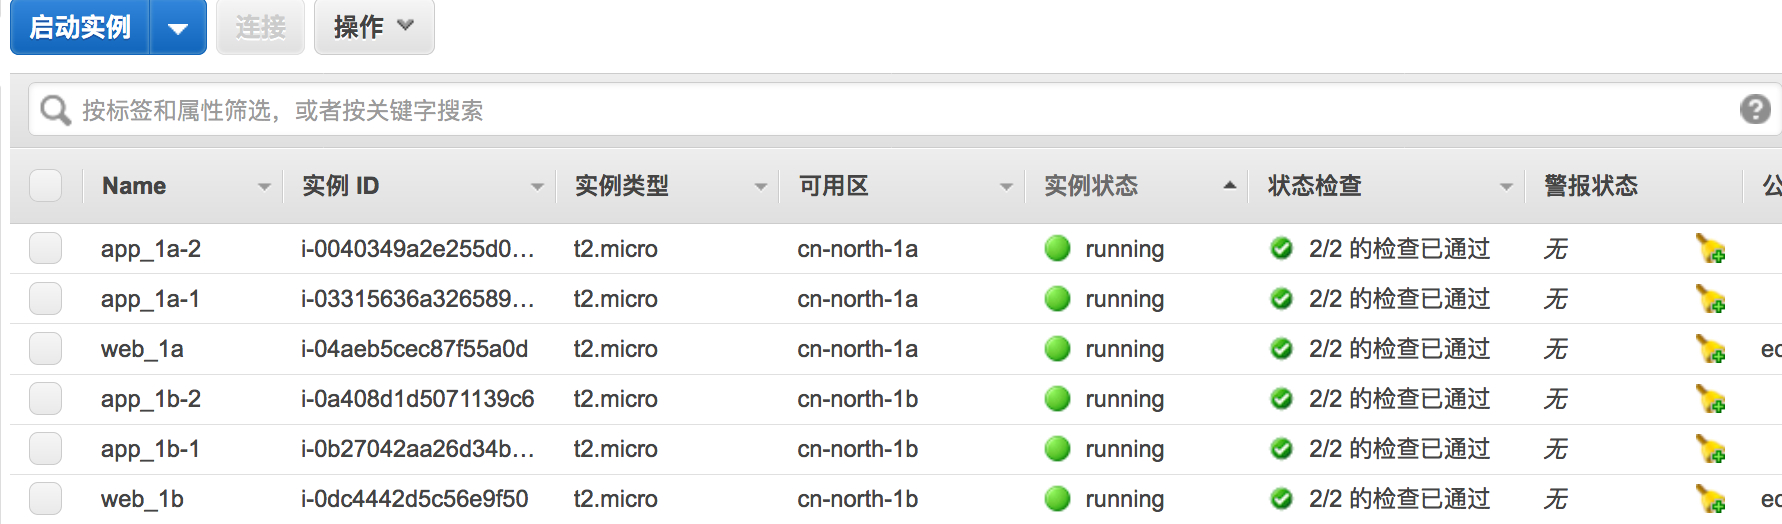 启动实例 连接 操作
按标签和属性筛选，或者按关键字搜索
Name 实例 ID 实例类型 可用区 实例状态 状态检查 警报状态 公
app_1a-2 i-0040349a2e255d0... t2.micro cn-north-1a running 2/2 的检查已通过 无
app_1a-1 i-03315636a326589... t2.micro cn-north-1a running 2/2 的检查已通过 无
web_1a i-04aeb5cec87f55a0d t2.micro cn-north-1a running 2/2 的检查已通过 无 ec
app_1b-2 i-0a408d1d5071139c6 t2.micro cn-north-1b running 2/2 的检查已通过 无
app_1b-1 i-0b27042aa26d34b... t2.micro cn-north-1b running 2/2 的检查已通过 无
web_1b i-0dc4442d5c56e9f50 t2.micro cn-north-1b running 2/2 的检查已通过 无 ec